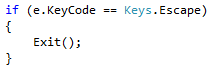 if (e.KeyCode == Keys.Escape)
{
    Exit();
}